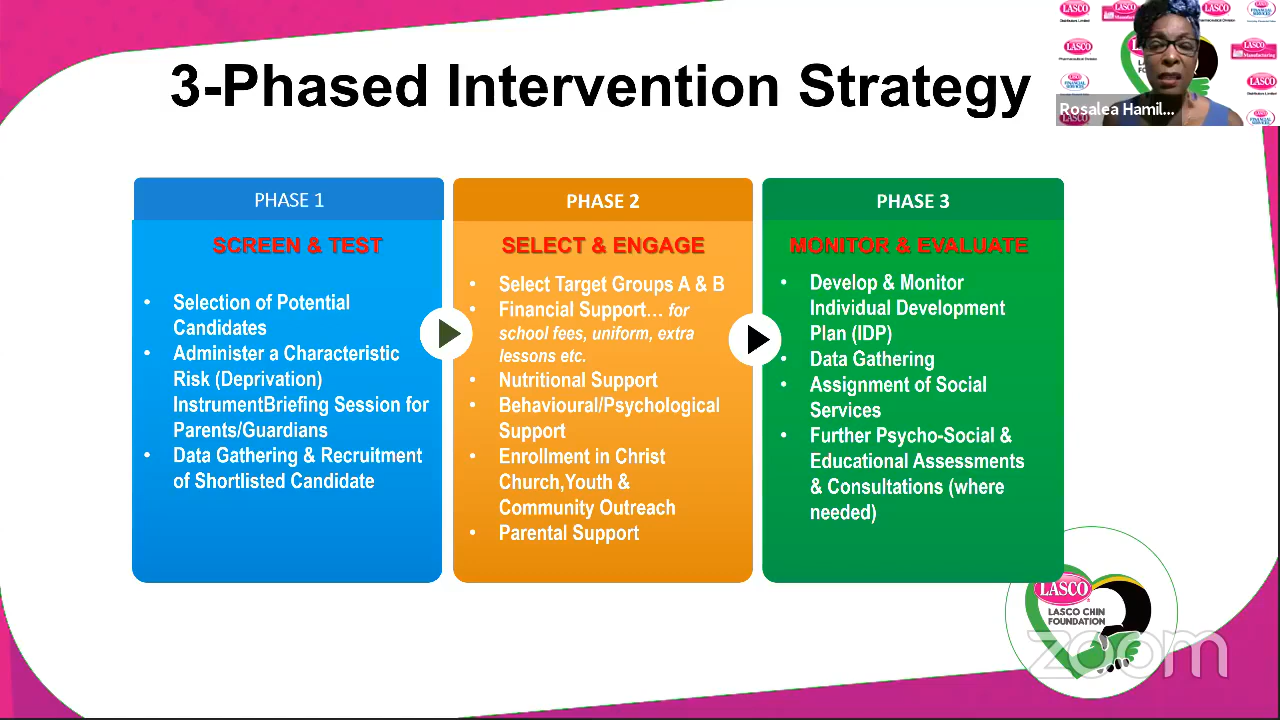 3-Phased Intervention Strategy
Rosalea Hamil...
PHASE 1
SCREEN & TEST
• Selection of Potential
Candidates
• Administer a Characteristic
Risk (Deprivation)
InstrumentBriefing Session for
Parents/Guardians
• Data Gathering & Recruitment
of Shortlisted Candidate
PHASE 2
SELECT & ENGAGE
• Select Target Groups A & B
• Financial Support... for
school fees, uniform, extra
lessons etc.
• Nutritional Support
• Behavioural/Psychological
Support
• Enrollment in Christ
Church,Youth &
Community Outreach
• Parental Support
PHASE 3
MONITOR & EVALUATE
• Develop & Monitor
Individual Development
Plan (IDP)
• Data Gathering
• Assignment of Social
Services
• Further Psycho-Social &
Educational Assessments
& Consultations (where
needed)
LASCO
LASCO CHIN
FOUNDATION
zoom